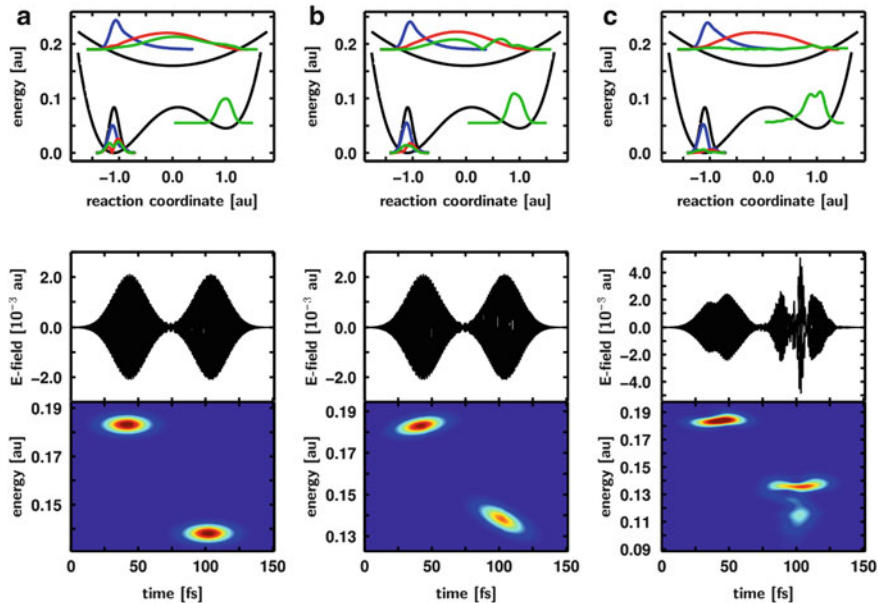 a b c
energy [au]
0.2
0.1
0.0
0.2
0.1
0.0
0.2
0.1
0.0
−1.0 0.0 1.0
−1.0 0.0 1.0
−1.0 0.0 1.0
reaction coordinate [au]
reaction coordinate [au]
reaction coordinate [au]
energy [au]
energy [au]
E-field [10⁻³ au]
2.0
0.0
−2.0
E-field [10⁻³ au]
2.0
0.0
−2.0
E-field [10⁻³ au]
4.0
2.0
0.0
−2.0
−4.0
energy [au]
0.19
0.17
0.15
energy [au]
0.19
0.17
0.15
0.13
energy [au]
0.19
0.17
0.15
0.13
0.11
0.09
0 50 100 150
0 50 100 150
0 50 100 150
time [fs]
time [fs]
time [fs]